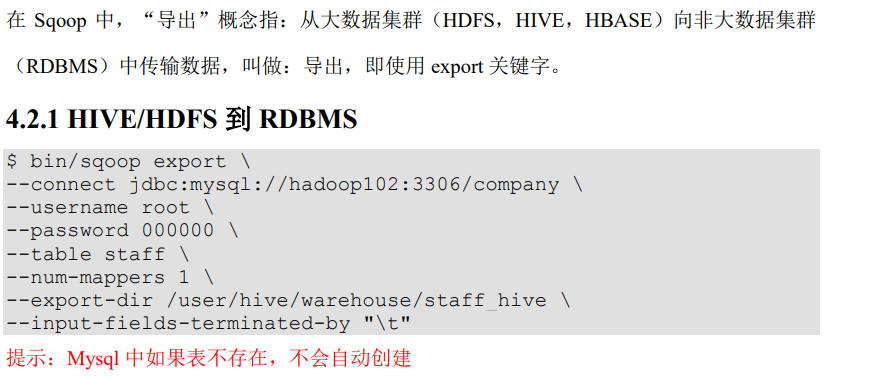 在 Sqoop 中，“导出”概念指：从大数据集群（HDFS，HIVE，HBASE）向非大数据集群
（RDBMS）中传输数据，叫做：导出，即使用 export 关键字。
4.2.1 HIVE/HDFS 到 RDBMS
$ bin/sqoop export \
--connect jdbc:mysql://hadoop102:3306/company \
--username root \
--password 000000 \
--table staff \
--num-mappers 1 \
--export-dir /user/hive/warehouse/staff_hive \
--input-fields-terminated-by "\t"
提示：Mysql 中如果表不存在，不会自动创建